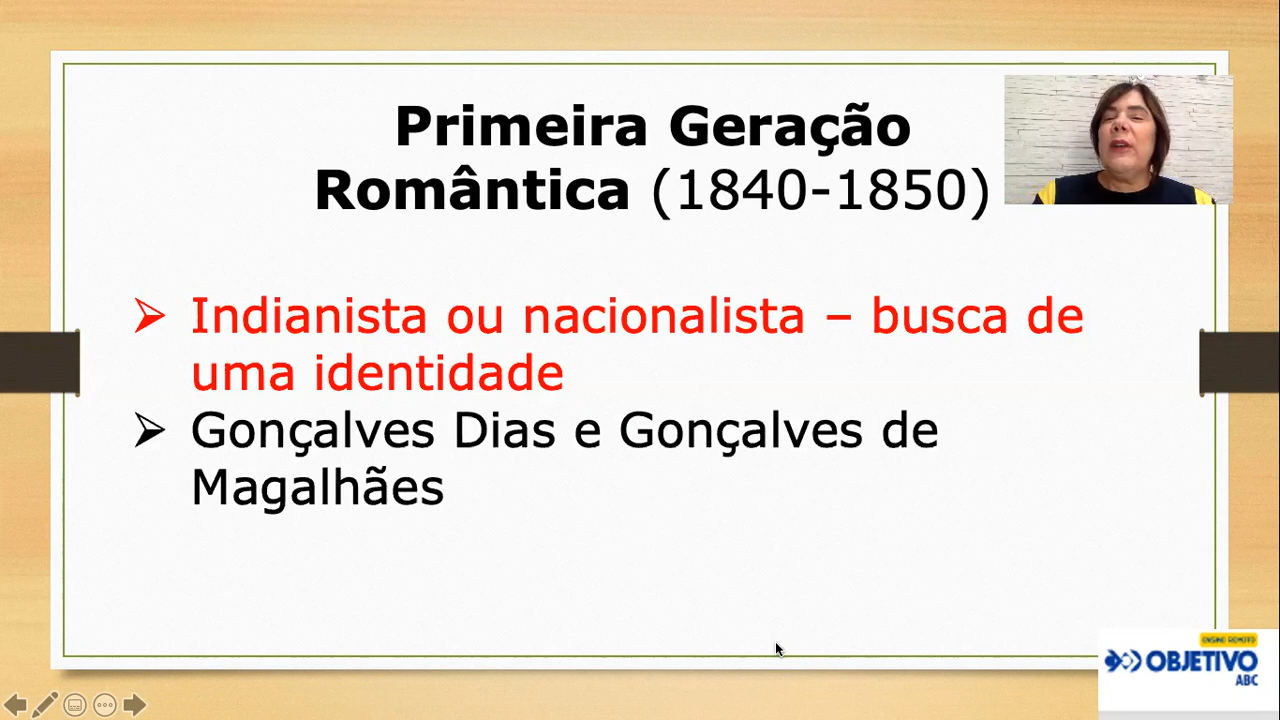 Primeira Geração
Romântica (1840-1850)
Indianista ou nacionalista – busca de
uma identidade
Gonçalves Dias e Gonçalves de
Magalhães
ENSINO REMOTO
OBJETIVO
ABC